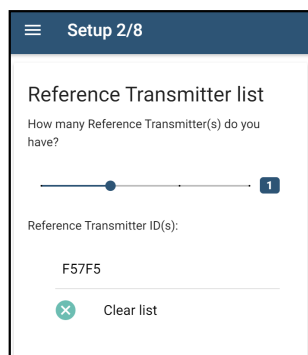 Setup 2/8
Reference Transmitter list
How many Reference Transmitter(s) do you
have?
1
Reference Transmitter ID(s):
F57F5
Clear list